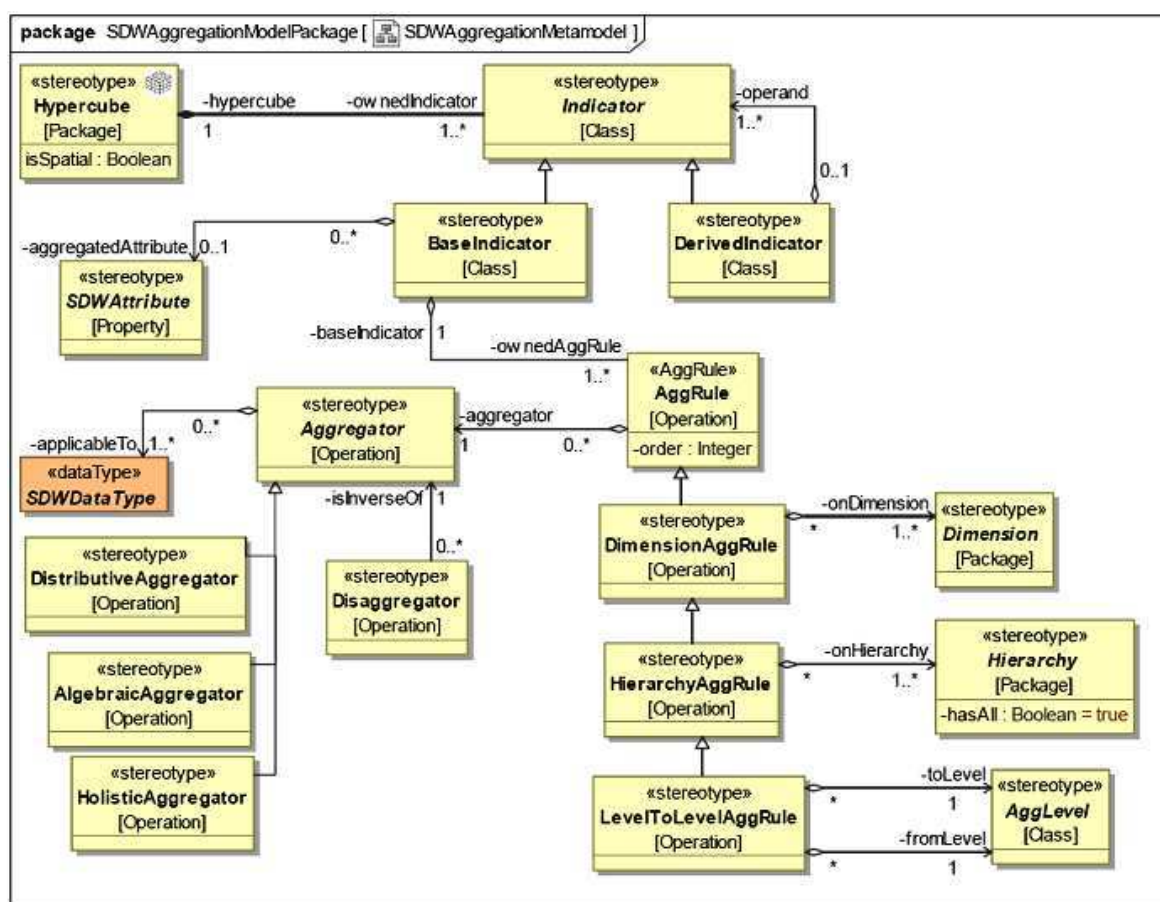 package SDWAggregationModelPackage [ SDWAggregationMetamodel ]
«stereotype»
Hypercube
[Package]
isSpatial : Boolean
-hypercube
1
-ownedIndicator
1..*
«stereotype»
Indicator
[Class]
-operand
1..*
0..1
«stereotype»
BaseIndicator
[Class]
«stereotype»
DerivedIndicator
[Class]
0..*
-aggregatedAttribute
0..1
«stereotype»
SDWAttribute
[Property]
-baseIndicator
1
-ownedAggRule
1..*
«AggRule»
AggRule
[Operation]
-order : Integer
«stereotype»
Aggregator
[Operation]
-aggregator
1
0..*
0..*
-applicableTo
1..*
«dataType»
SDWDataType
-isInverseOf
1
0..*
«stereotype»
Disaggregator
[Operation]
«stereotype»
DistributiveAggregator
[Operation]
«stereotype»
AlgebraicAggregator
[Operation]
«stereotype»
HolisticAggregator
[Operation]
«stereotype»
DimensionAggRule
[Operation]
-onDimension
*
1..*
«stereotype»
Dimension
[Package]
«stereotype»
HierarchyAggRule
[Operation]
-onHierarchy
*
1..*
«stereotype»
Hierarchy
[Package]
-hasAll : Boolean = true
«stereotype»
LevelToLevelAggRule
[Operation]
-toLevel
*
1
-fromLevel
*
1
«stereotype»
AggLevel
[Class]